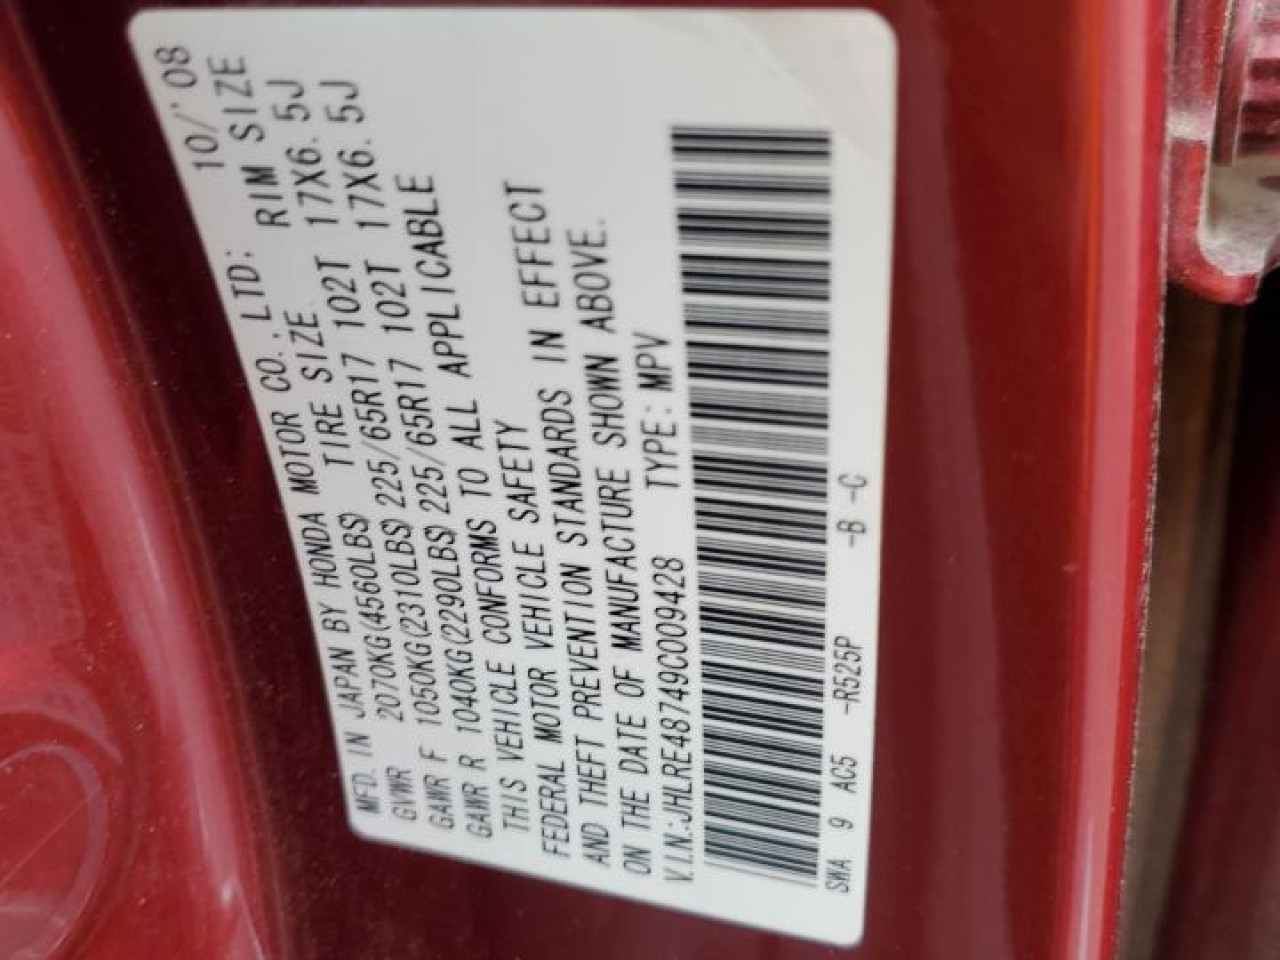 MFD. IN JAPAN BY HONDA MOTOR CO., LTD: 10/'08
GVWR 2070KG(4560LBS) TIRE SIZE RIM SIZE
GAWR F 1050KG(2310LBS) 225/65R17 102T 17X6. 5J
GAWR R 1040KG(2290LBS) 225/65R17 102T 17X6. 5J
THIS VEHICLE CONFORMS TO ALL APPLICABLE
FEDERAL MOTOR VEHICLE SAFETY
AND THEFT PREVENTION STANDARDS IN EFFECT
ON THE DATE OF MANUFACTURE SHOWN ABOVE.
V.I.N.:JHLRE48749C009428 TYPE: MPV
SWA 9 AC5 -R525P -B -C